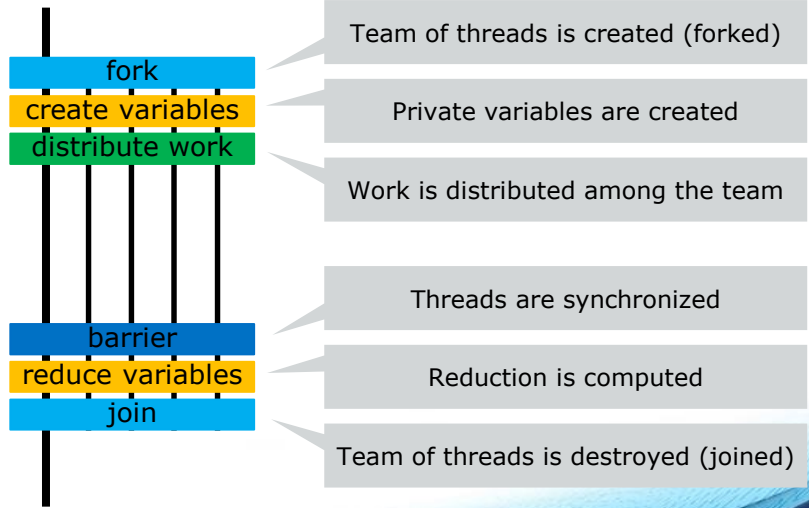 Team of threads is created (forked)
fork
create variables
Private variables are created
distribute work
Work is distributed among the team
Threads are synchronized
barrier
reduce variables
Reduction is computed
join
Team of threads is destroyed (joined)